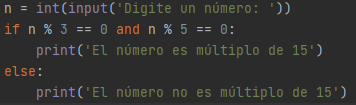 n = int(input('Digite un número: '))
if n % 3 == 0 and n % 5 == 0:
    print('El número es múltiplo de 15')
else:
    print('El número no es múltiplo de 15')